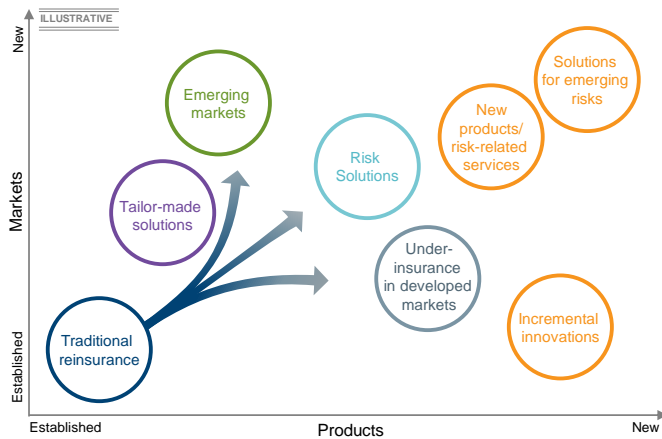 ILLUSTRATIVE
New
Markets
Established
Emerging
markets
Tailor-made
solutions
Traditional
reinsurance
Risk
Solutions
Under-
insurance
in developed
markets
New
products/
risk-related
services
Solutions
for emerging
risks
Incremental
innovations
Established
Products
New